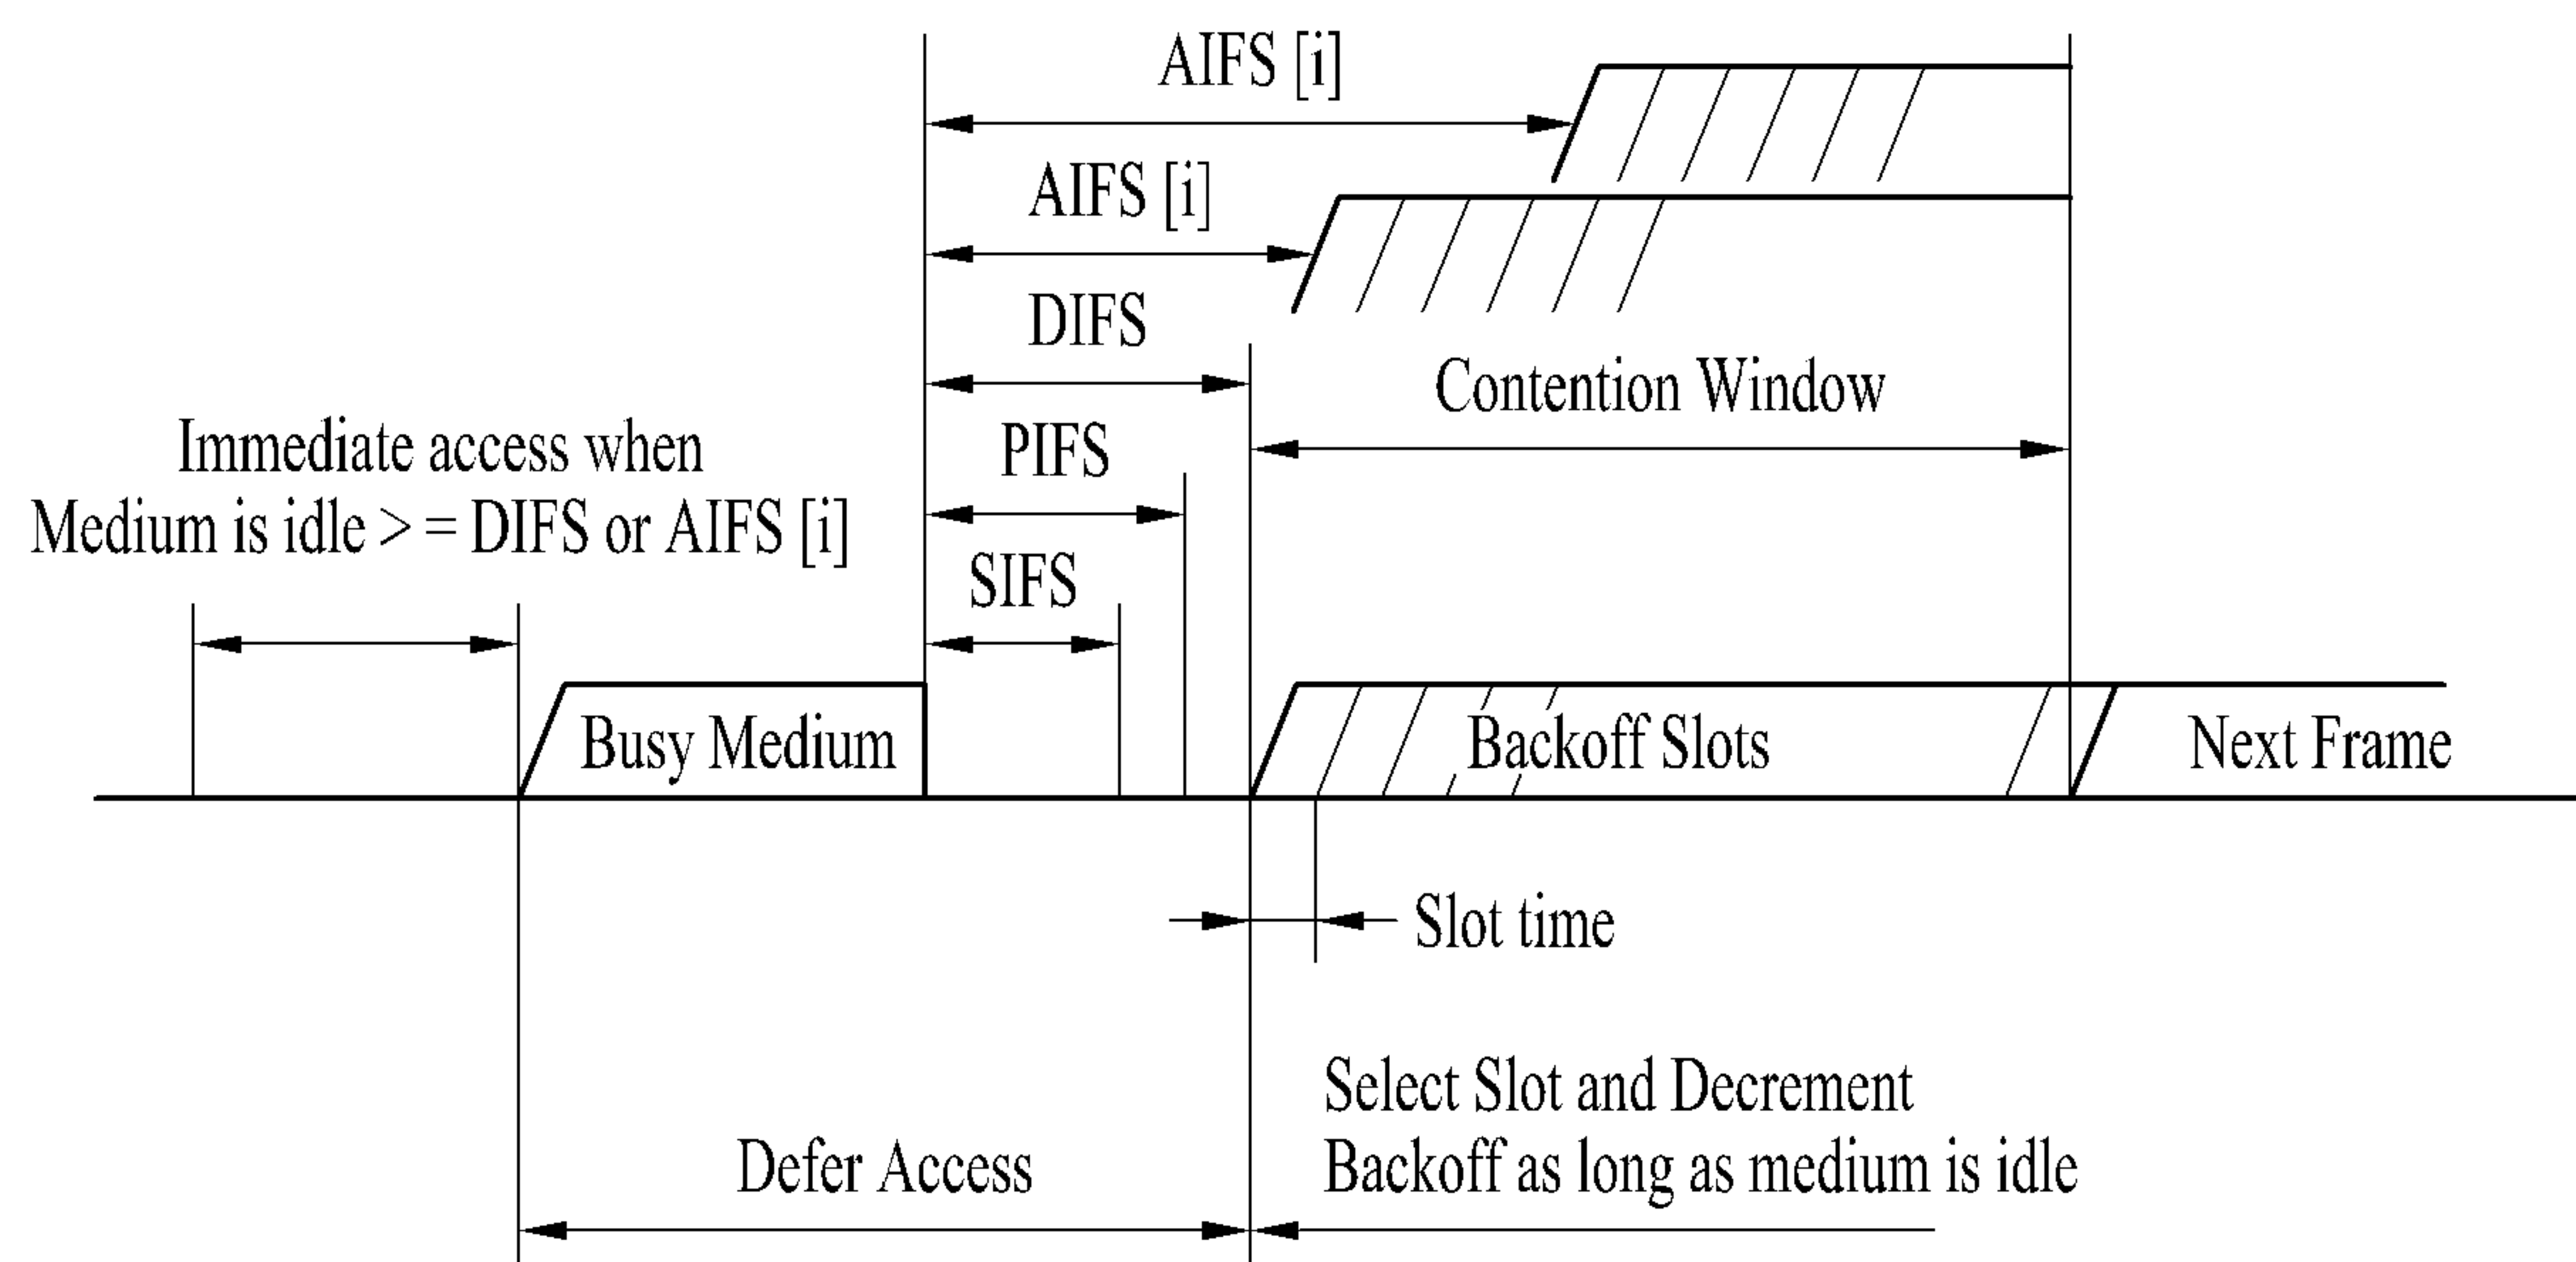 AIFS [i]
AIFS [i]
DIFS
Contention Window
PIFS
Immediate access when
Medium is idle > = DIFS or AIFS [i]
SIFS
Busy Medium
Backoff Slots
Next Frame
Slot time
Select Slot and Decrement
Backoff as long as medium is idle
Defer Access